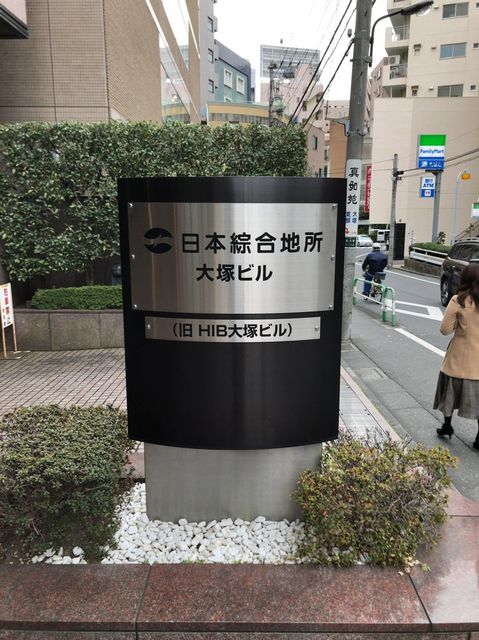 日本綜合地所
大塚ビル
（旧 HIB大塚ビル）
FamilyMart
ATM
真如苑